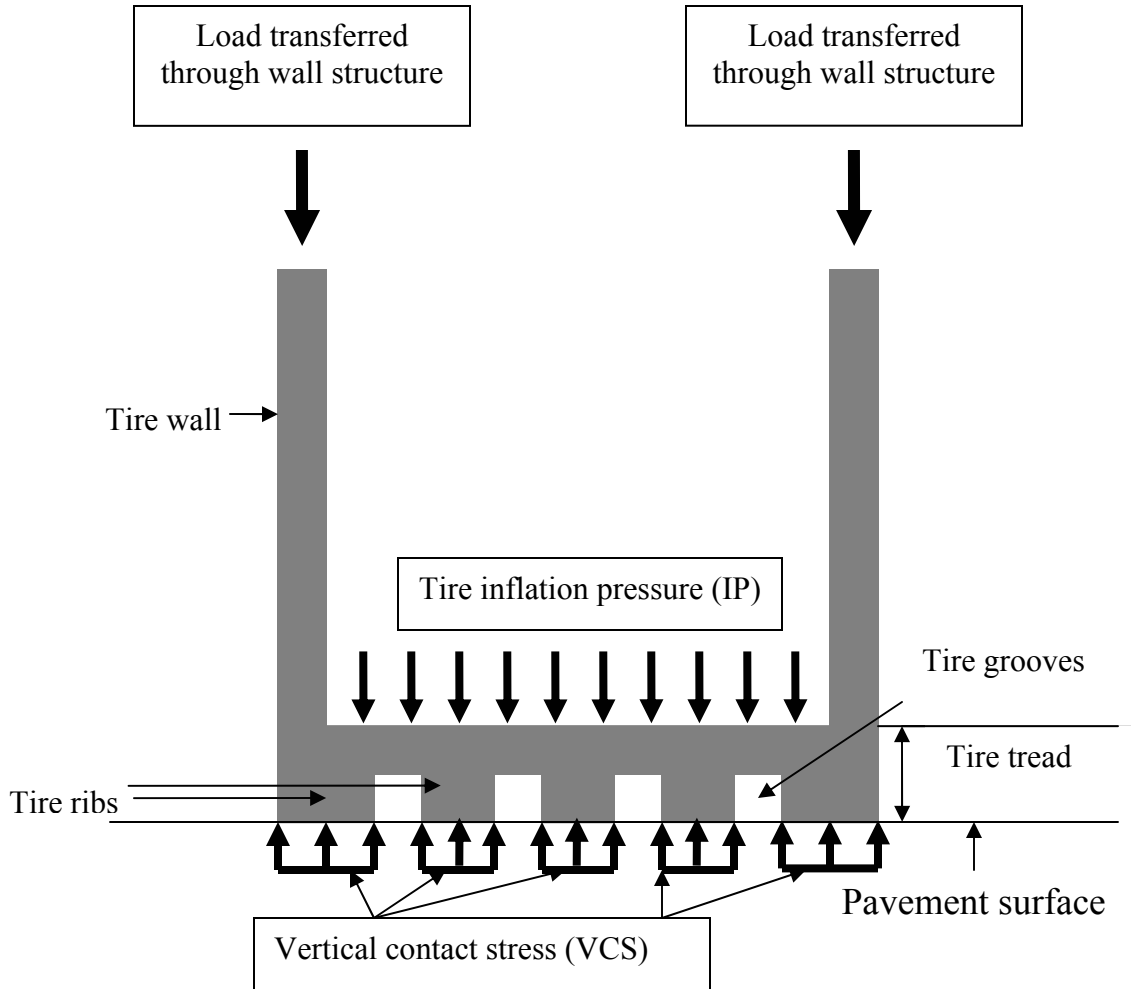 Load transferred
through wall structure
Load transferred
through wall structure
Tire wall
Tire inflation pressure (IP)
Tire grooves
Tire tread
Tire ribs
Pavement surface
Vertical contact stress (VCS)